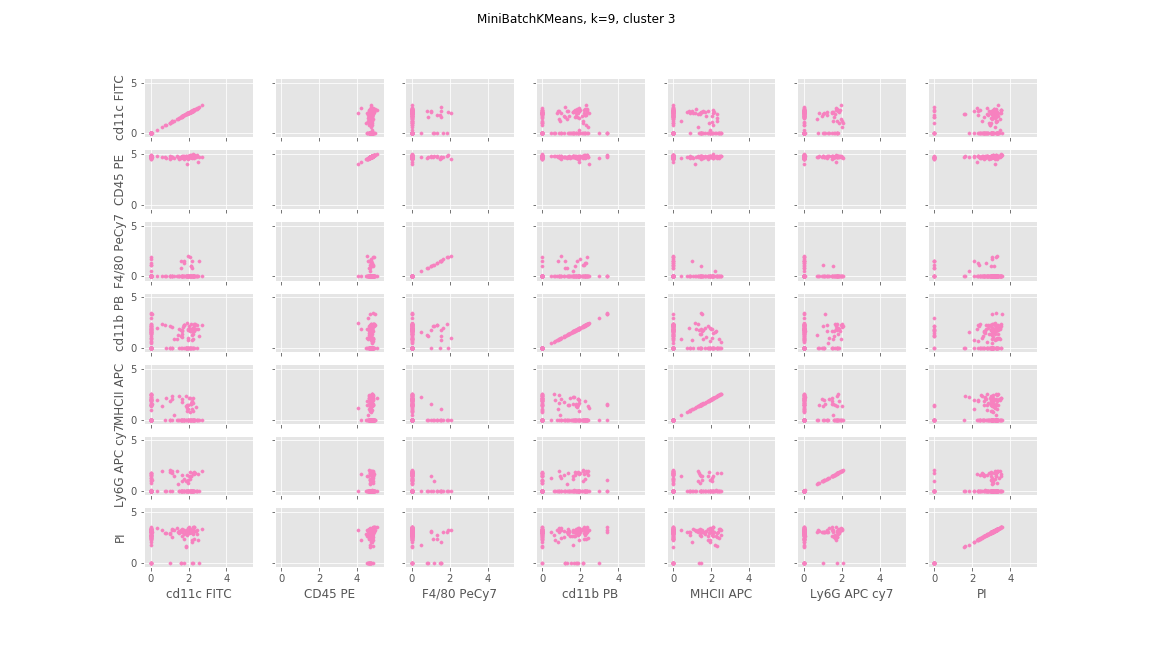 MiniBatchKMeans, k=9, cluster 3
cd11c FITC
5
0
CD45 PE
5
0
F4/80 PeCy7
5
0
cd11b PB
5
0
MHCII APC
5
0
Ly6G APC cy7
5
0
PI
5
0
0 2 4 0 2 4 0 2 4 0 2 4 0 2 4 0 2 4 0 2 4
cd11c FITC CD45 PE F4/80 PeCy7 cd11b PB MHCII APC Ly6G APC cy7 PI